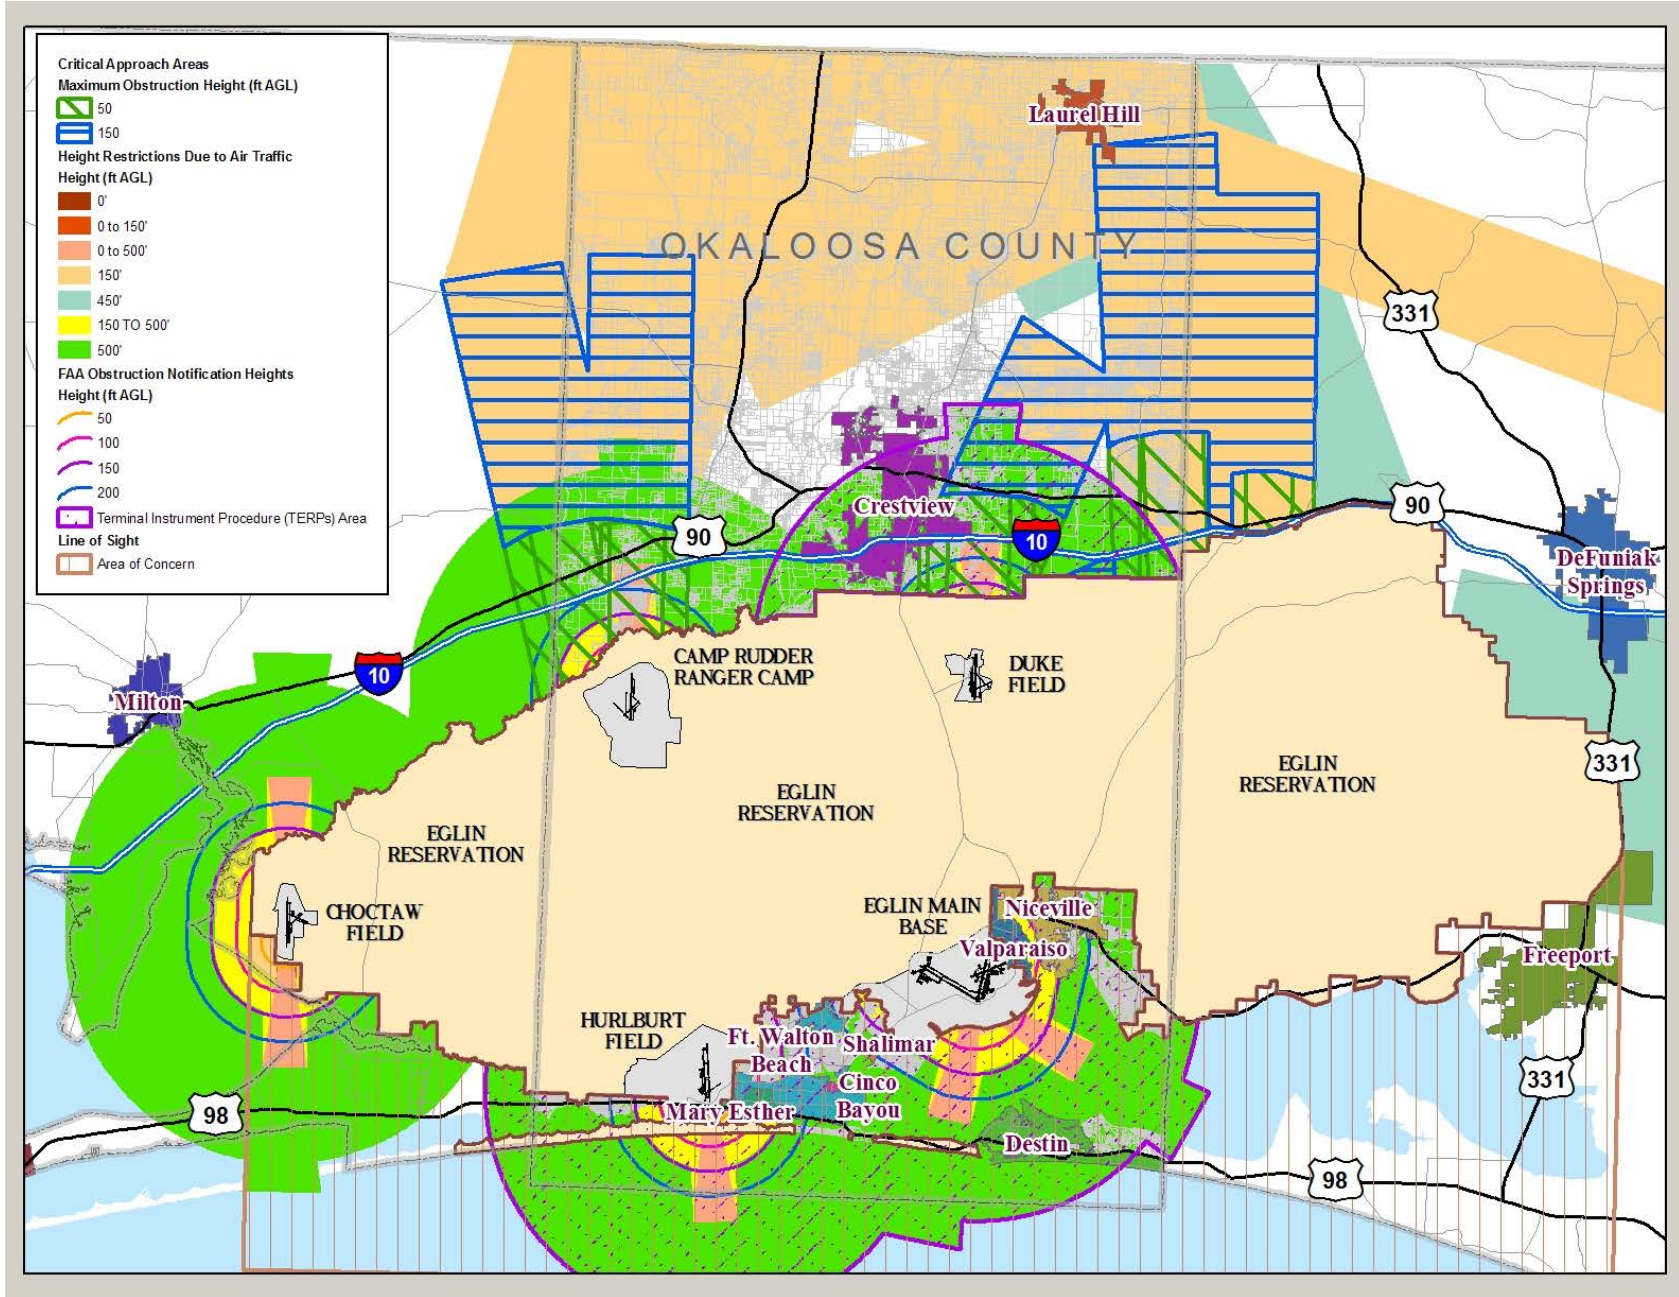 Critical Approach Areas
Maximum Obstruction Height (ft AGL)
50
150
Height Restrictions Due to Air Traffic
Height (ft AGL)
0'
0 to 150'
0 to 500'
150'
450'
150 TO 500'
500'
FAA Obstruction Notification Heights
Height (ft AGL)
50
100
150
200
Terminal Instrument Procedure (TERPs) Area
Line of Sight
Area of Concern
Laurel Hill
OKALOOSA COUNTY
331
90
Crestview
10
90
DeFuniak
Springs
10
Milton
CAMP RUDDER
RANGER CAMP
DUKE
FIELD
331
EGLIN
RESERVATION
EGLIN
RESERVATION
EGLIN
RESERVATION
CHOCTAW
FIELD
EGLIN MAIN
BASE
Niceville
Valparaiso
Freeport
HURLBURT
FIELD
Ft. Walton
Beach
Shalimar
Cinco
Bayou
331
98
Mary Esther
Destin
98